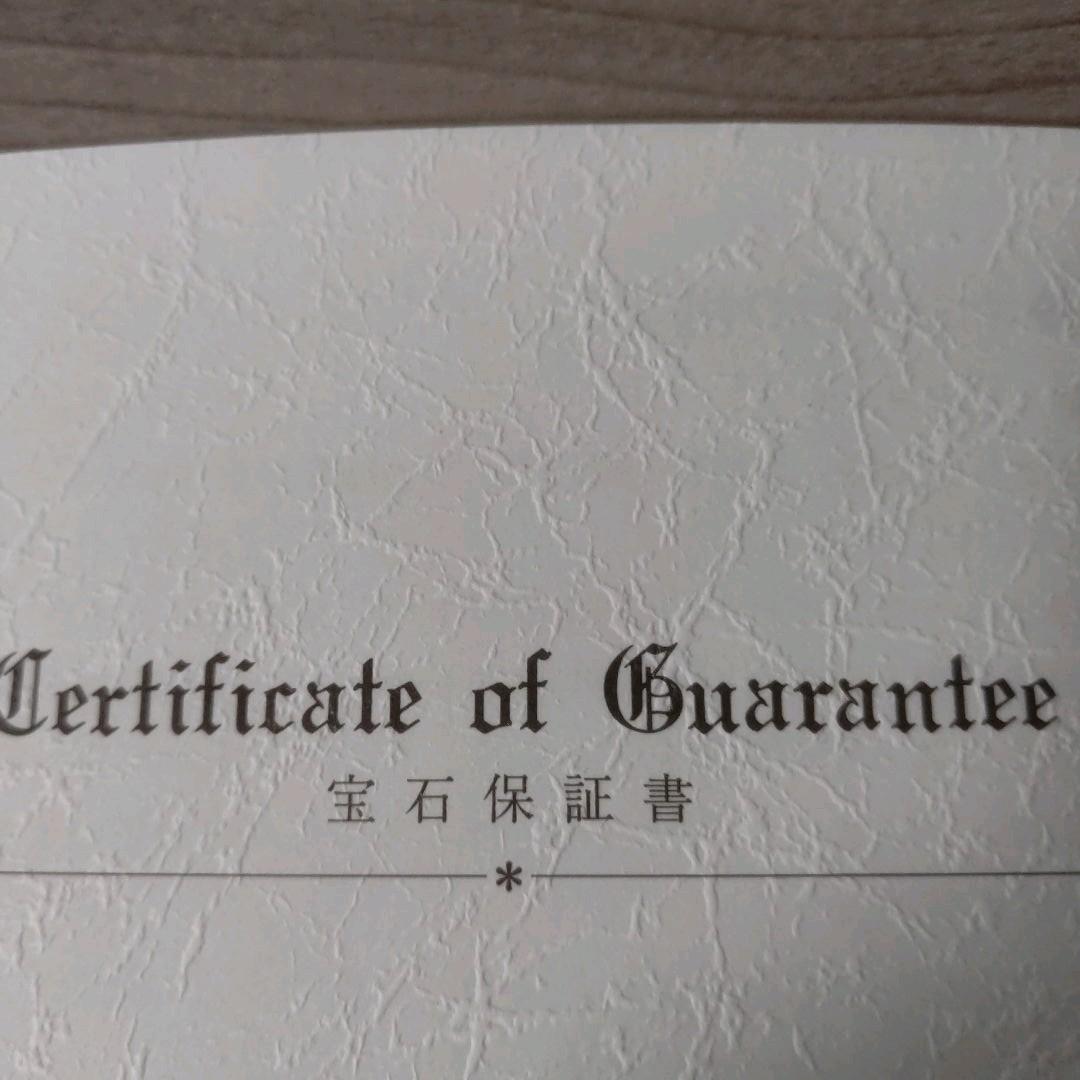 Certificate of Guarantee
宝石保証書
*